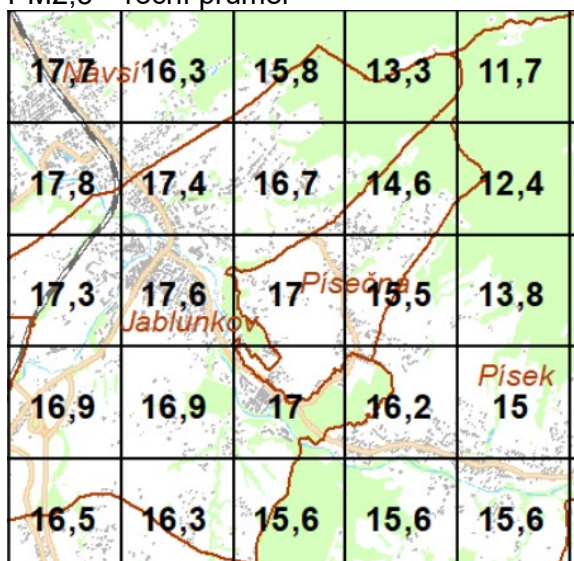 PM2,5 - roční průměr
17,7 Návsí 16,3 15,8 13,3 11,7
17,8 17,4 16,7 14,6 12,4
17,3 17,6 17 15,5 13,8
Písečná
Jablunkov
Písek
16,9 16,9 17 16,2 15
16,5 16,3 15,6 15,6 15,6